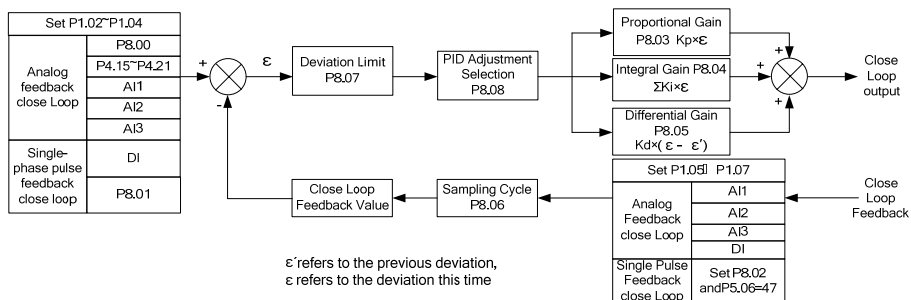 Set P1.02~P1.04
Analog
feedback
close Loop
P8.00
P4.15~P4.21
AI1
AI2
AI3
Single-
phase pulse
feedback
close loop
DI
P8.01
+
-
ε
Deviation Limit
P8.07
PID Adjustment
Selection
P8.08
Proportional Gain
P8.03 Kp×ε
Integral Gain P8.04
ΣKi×ε
Differential Gain
P8.05
Kd×( ε - ε′)
+
+
+
Close
Loop
output
Close Loop
Feedback Value
Sampling Cycle
P8.06
Set P1.05 P1.07
Analog
Feedback
close Loop
AI1
AI2
AI3
DI
Single Pulse
Feedback
close Loop
Set P8.02
andP5.06=47
Close
Loop
Feedback
ε′refers to the previous deviation,
ε refers to the deviation this time